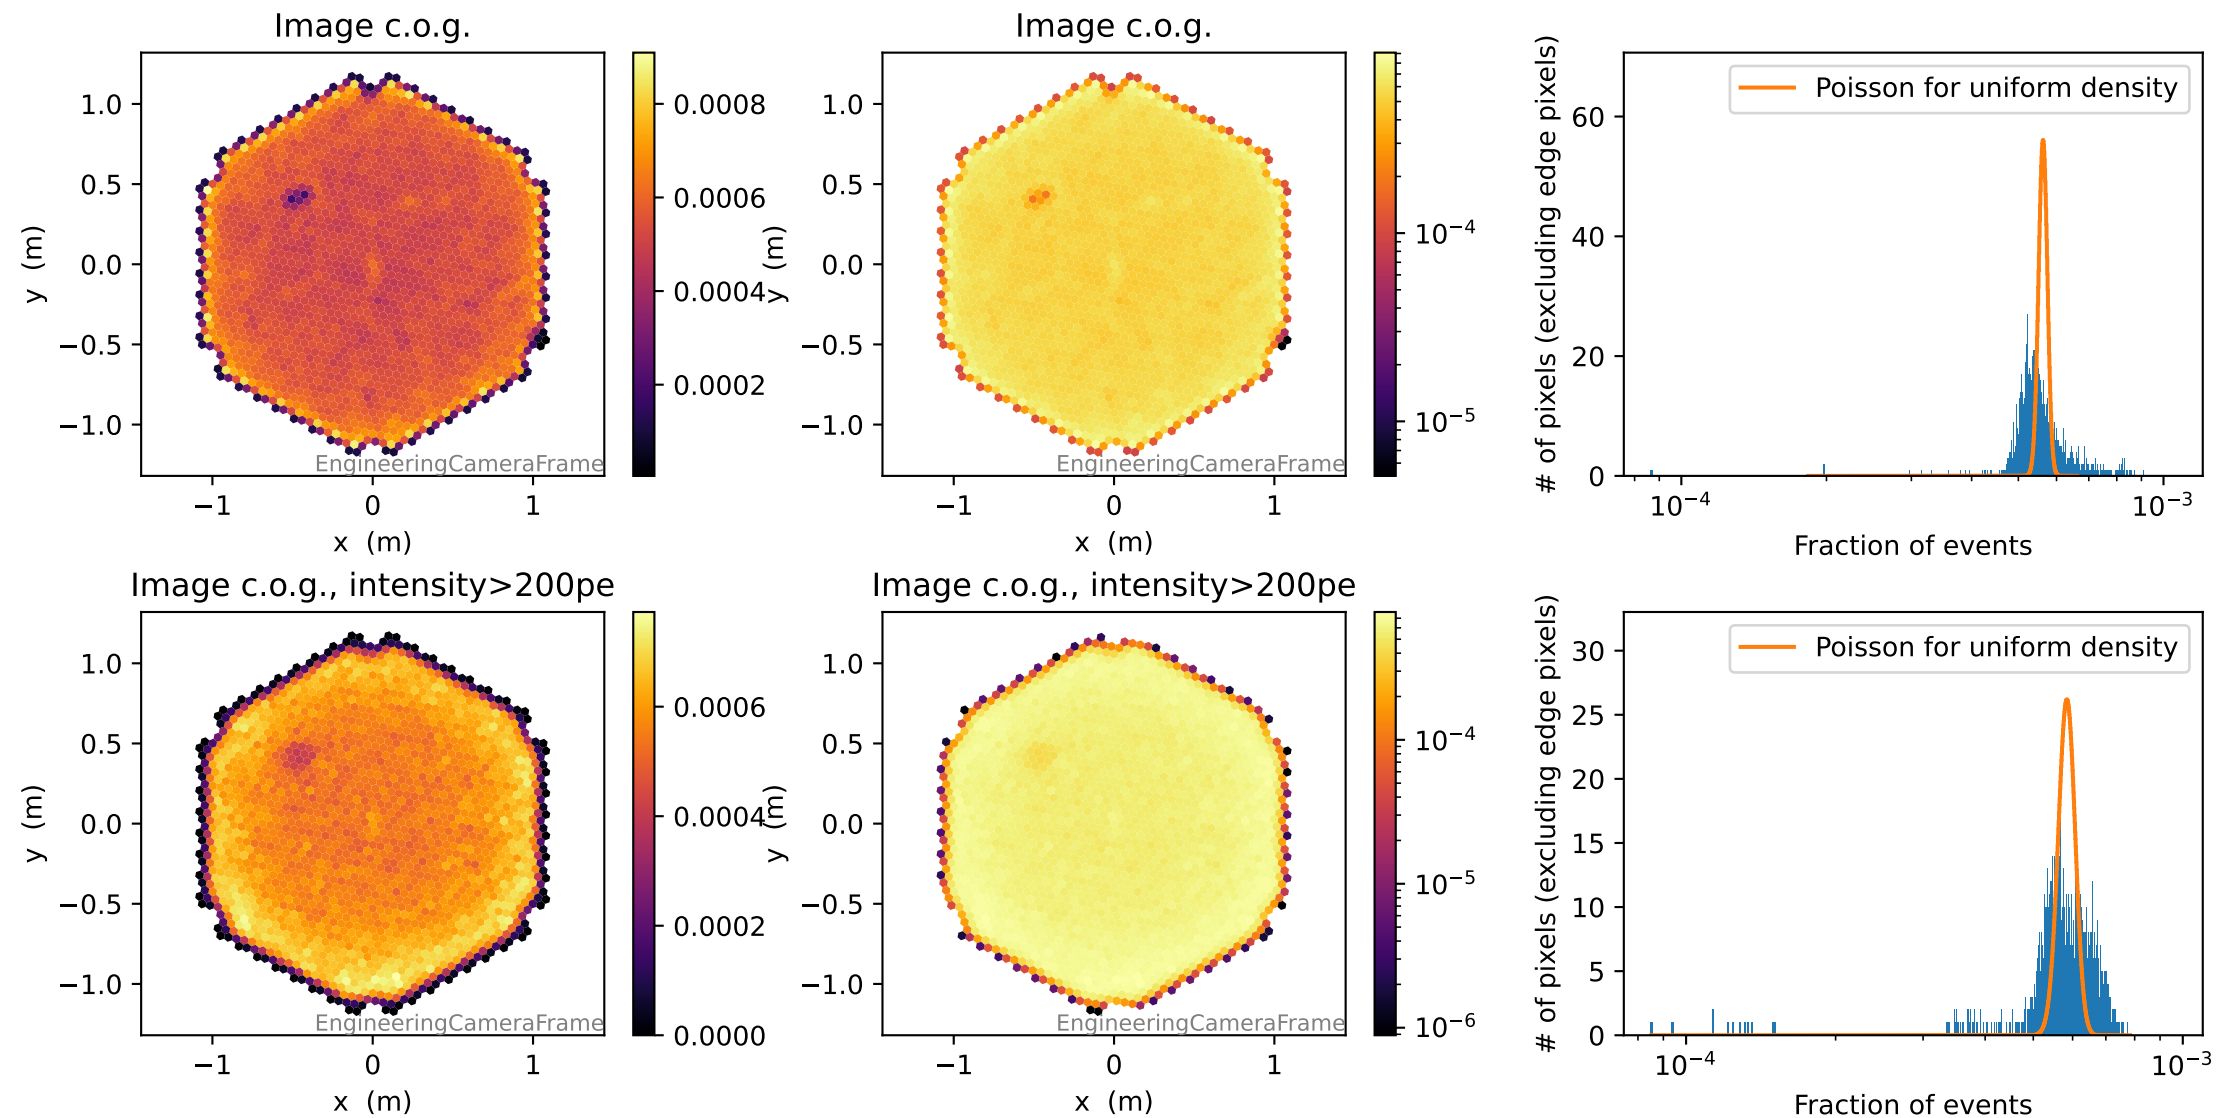 Image c.o.g.
1.0
0.5
0.0
−0.5
−1.0
y (m)
−1 0 1
x (m)
EngineeringCameraFrame
0.0008
0.0006
0.0004
0.0002
Image c.o.g.
1.0
0.5
0.0
−0.5
−1.0
y (m)
−1 0 1
x (m)
EngineeringCameraFrame
10⁻⁴
10⁻⁵
# of pixels (excluding edge pixels)
60
40
20
0
Poisson for uniform density
10⁻⁴ 10⁻³
Fraction of events
Image c.o.g., intensity>200pe
1.0
0.5
0.0
−0.5
−1.0
y (m)
−1 0 1
x (m)
EngineeringCameraFrame
0.0006
0.0004
0.0002
0.0000
Image c.o.g., intensity>200pe
1.0
0.5
0.0
−0.5
−1.0
y (m)
−1 0 1
x (m)
EngineeringCameraFrame
10⁻⁴
10⁻⁵
10⁻⁶
# of pixels (excluding edge pixels)
30
25
20
15
10
5
0
Poisson for uniform density
10⁻⁴ 10⁻³
Fraction of events